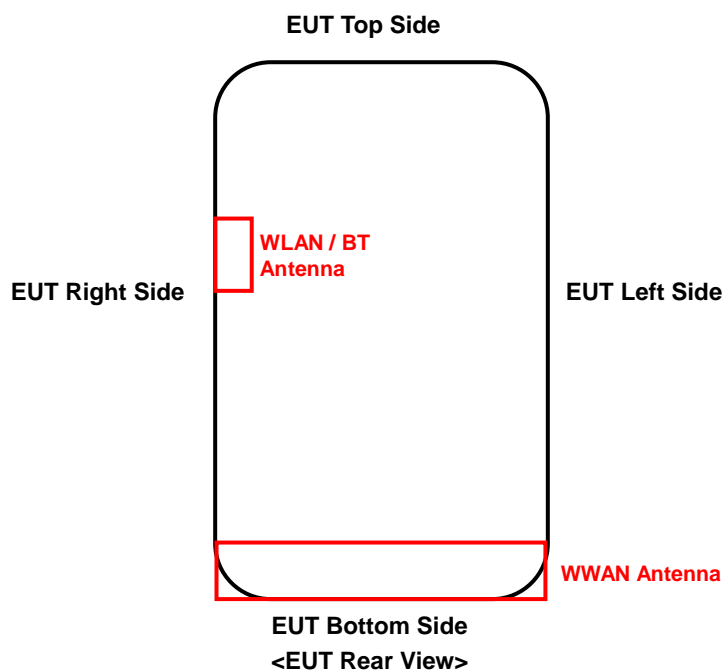 EUT Top Side
WLAN / BT
Antenna
EUT Right Side
EUT Left Side
WWAN Antenna
EUT Bottom Side
<EUT Rear View>